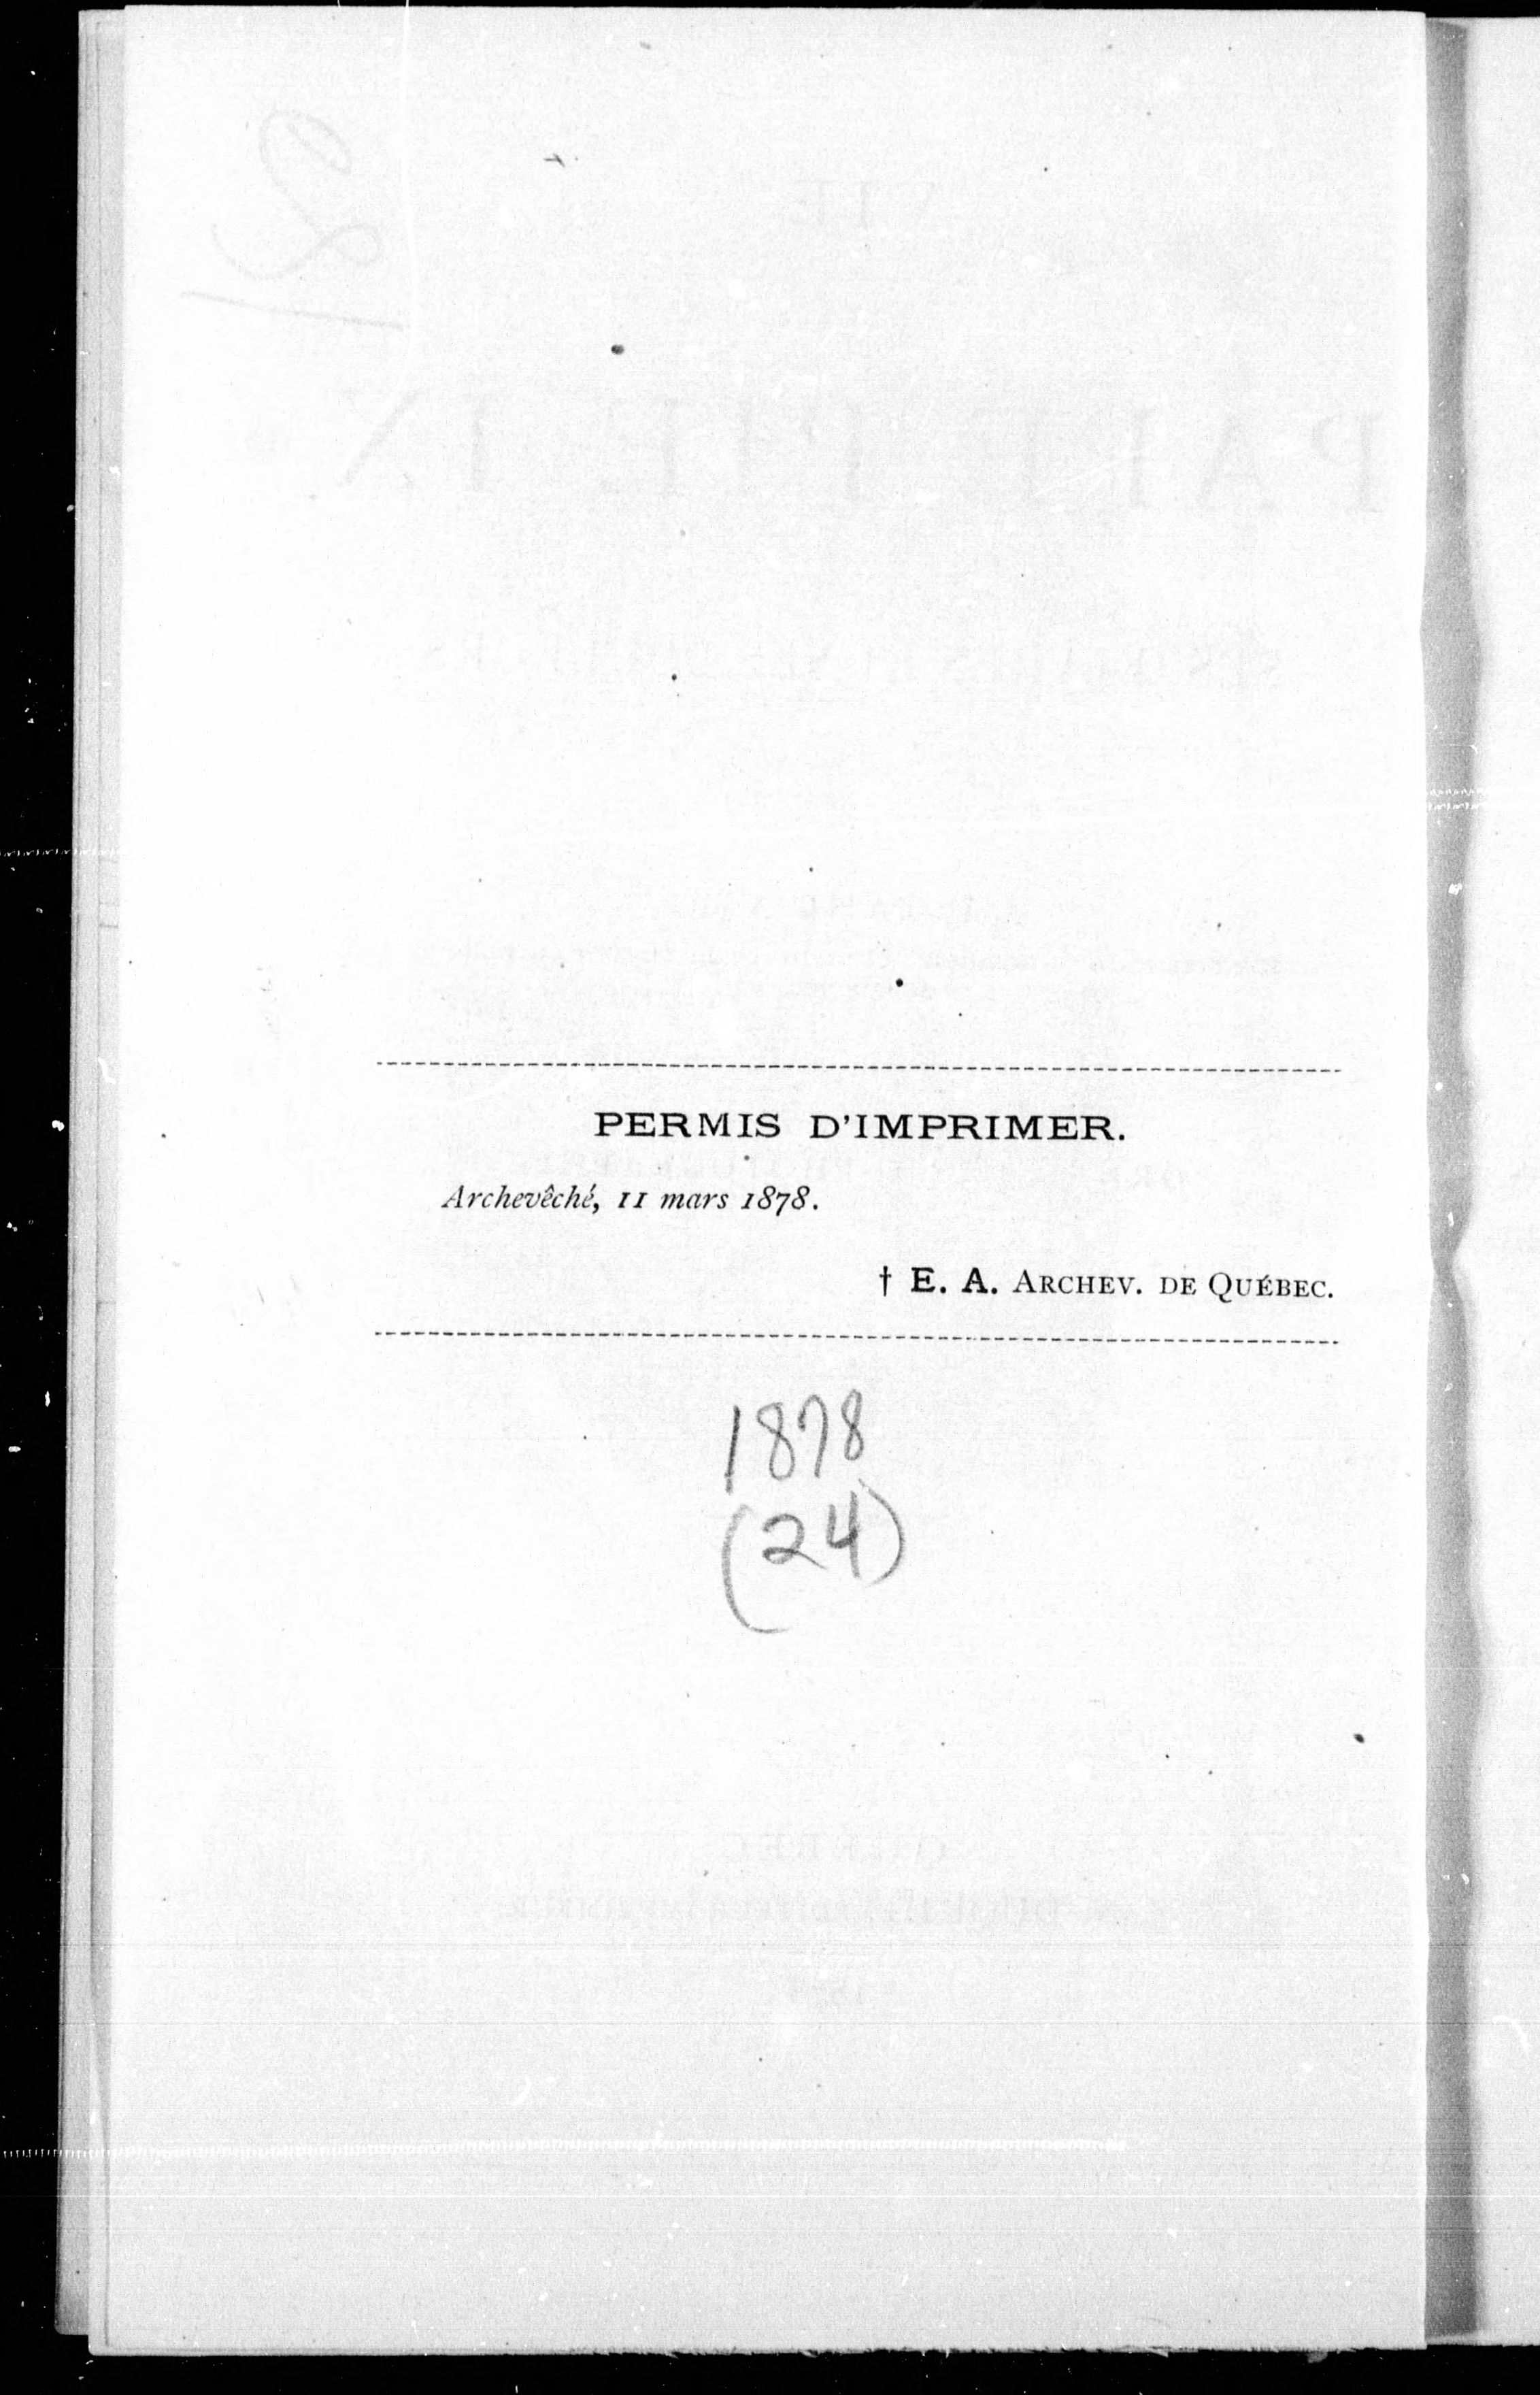 PERMIS D'IMPRIMER.
Archevêché, 11 mars 1878.
† E. A. ARCHEV. DE QUÉBEC.
1878
(24)